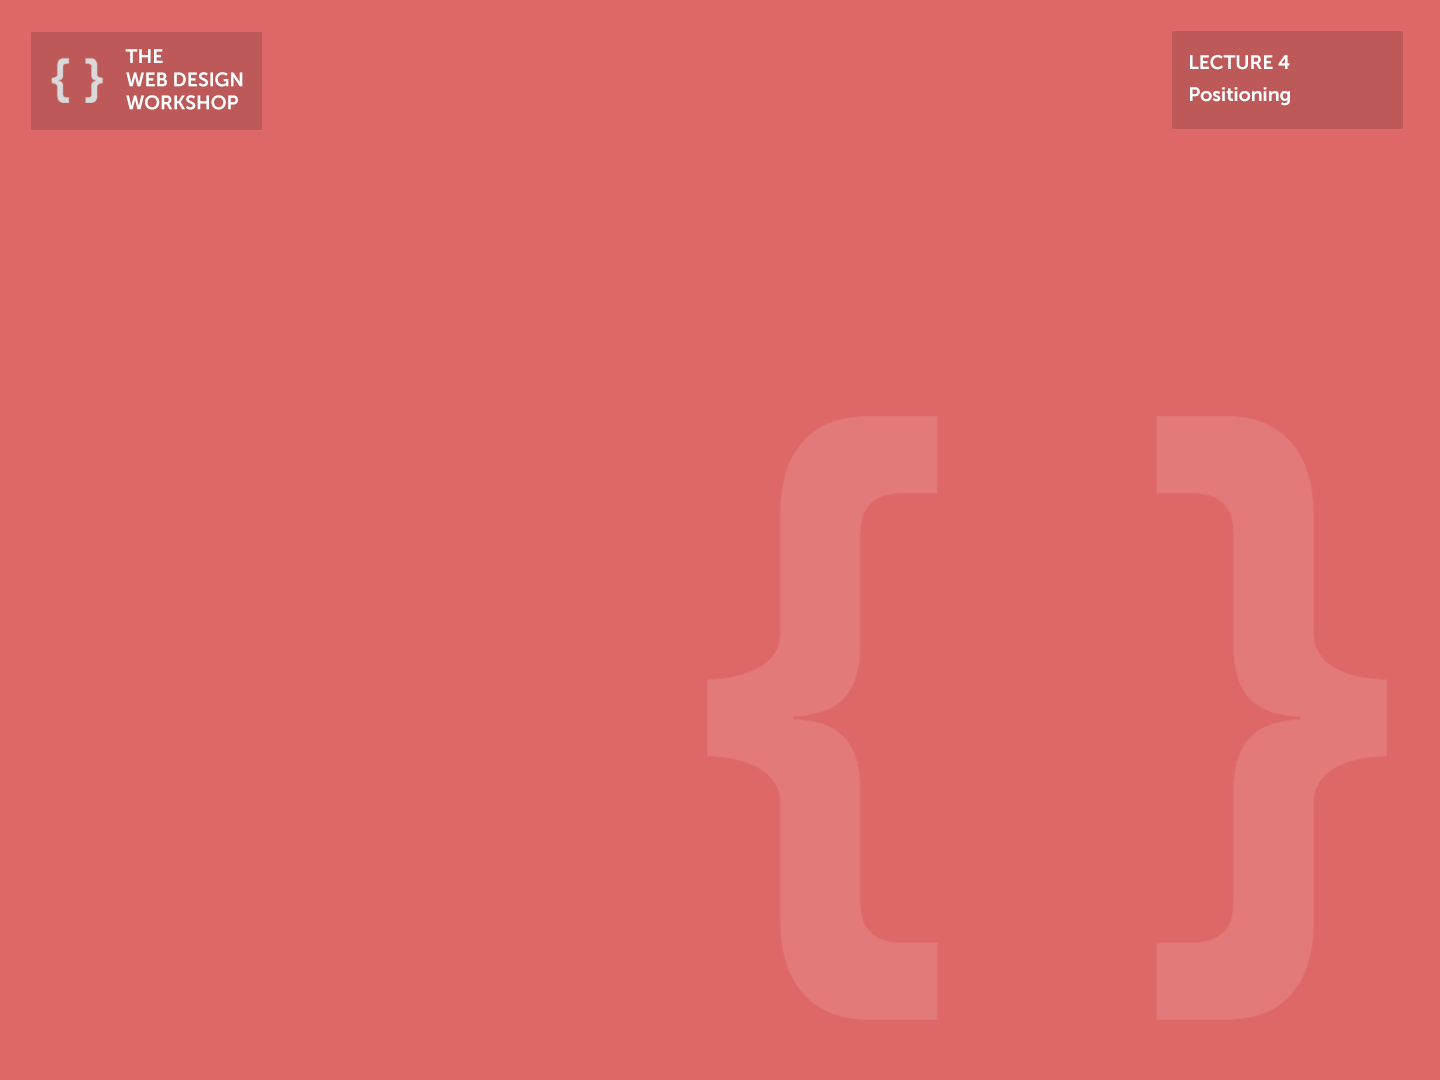 { }
THE
WEB DESIGN
WORKSHOP
LECTURE 4
Positioning
{ }